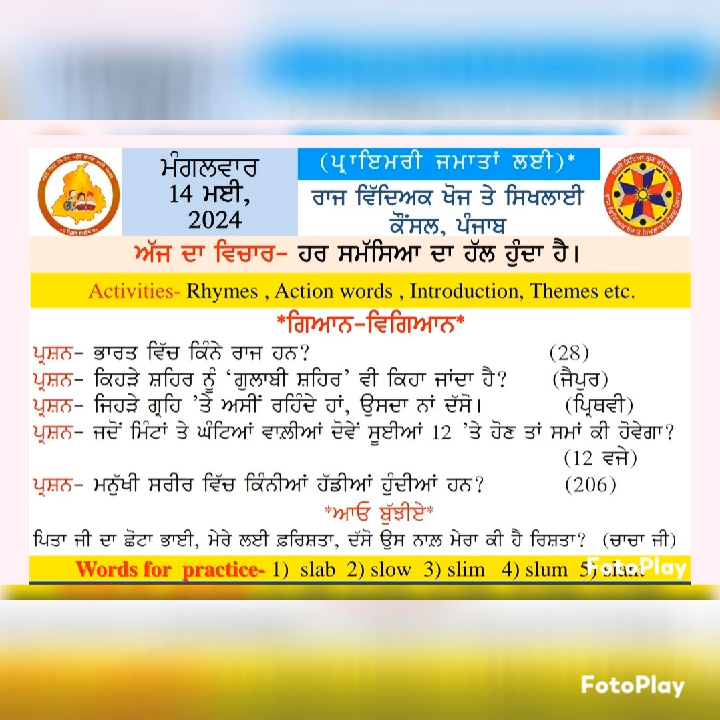 ਮੰਗਲਵਾਰ
14 ਮਈ,
2024
(ਪ੍ਰਾਇਮਰੀ ਜਮਾਤਾਂ ਲਈ)*
ਰਾਜ ਵਿੱਦਿਅਕ ਖੋਜ ਤੇ ਸਿਖਲਾਈ
ਕੌਂਸਲ, ਪੰਜਾਬ
ਅੱਜ ਦਾ ਵਿਚਾਰ- ਹਰ ਸਮੱਸਿਆ ਦਾ ਹੱਲ ਹੁੰਦਾ ਹੈ।
Activities- Rhymes , Action words , Introduction, Themes etc.
*ਗਿਆਨ-ਵਿਗਿਆਨ*
ਪ੍ਰਸ਼ਨ- ਭਾਰਤ ਵਿੱਚ ਕਿੰਨੇ ਰਾਜ ਹਨ? (28)
ਪ੍ਰਸ਼ਨ- ਕਿਹੜੇ ਸ਼ਹਿਰ ਨੂੰ ‘ਗੁਲਾਬੀ ਸ਼ਹਿਰ’ ਵੀ ਕਿਹਾ ਜਾਂਦਾ ਹੈ? (ਜੈਪੁਰ)
ਪ੍ਰਸ਼ਨ- ਜਿਹੜੇ ਗ੍ਰਹਿ ’ਤੇ ਅਸੀਂ ਰਹਿੰਦੇ ਹਾਂ, ਉਸਦਾ ਨਾਂ ਦੱਸੋ। (ਪ੍ਰਿਥਵੀ)
ਪ੍ਰਸ਼ਨ- ਜਦੋਂ ਮਿੰਟਾਂ ਤੇ ਘੰਟਿਆਂ ਵਾਲ਼ੀਆਂ ਦੋਵੇਂ ਸੂਈਆਂ 12 ’ਤੇ ਹੋਣ ਤਾਂ ਸਮਾਂ ਕੀ ਹੋਵੇਗਾ?
(12 ਵਜੇ)
ਪ੍ਰਸ਼ਨ- ਮਨੁੱਖੀ ਸਰੀਰ ਵਿੱਚ ਕਿੰਨੀਆਂ ਹੱਡੀਆਂ ਹੁੰਦੀਆਂ ਹਨ? (206)
*ਆਓ ਬੁੱਝੀਏ*
ਪਿਤਾ ਜੀ ਦਾ ਛੋਟਾ ਭਾਈ, ਮੇਰੇ ਲਈ ਫ਼ਰਿਸ਼ਤਾ, ਦੱਸੋ ਉਸ ਨਾਲ਼ ਮੇਰਾ ਕੀ ਹੈ ਰਿਸ਼ਤਾ? (ਚਾਚਾ ਜੀ)
Words for practice- 1) slab 2) slow 3) slim 4) slum 5) slant
FotoPlay
FotoPlay